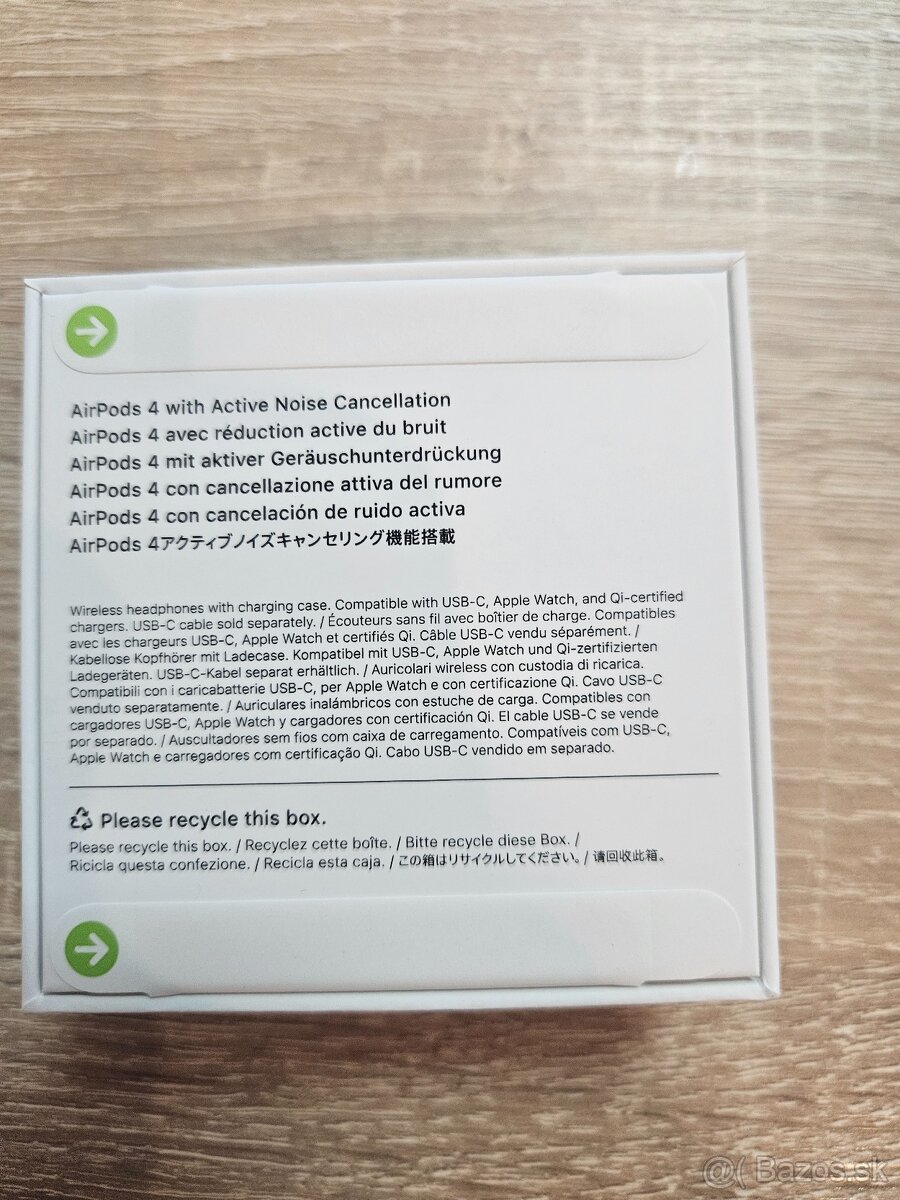 AirPods 4 with Active Noise Cancellation
AirPods 4 avec réduction active du bruit
AirPods 4 mit aktiver Geräuschunterdrückung
AirPods 4 con cancellazione attiva del rumore
AirPods 4 con cancelación de ruido activa
AirPods 4アクティブノイズキャンセリング機能搭載
Wireless headphones with charging case. Compatible with USB-C, Apple Watch, and Qi-certified
chargers. USB-C cable sold separately. / Écouteurs sans fil avec boîtier de charge. Compatibles
avec les chargeurs USB-C, Apple Watch et certifiés Qi. Câble USB-C vendu séparément. /
Kabellose Kopfhörer mit Ladecase. Kompatibel mit USB-C, Apple Watch und Qi-zertifizierten
Ladegeräten. USB-C-Kabel separat erhältlich. / Auricolari wireless con custodia di ricarica.
Compatibili con i caricabatterie USB-C, per Apple Watch e con certificazione Qi. Cavo USB-C
venduto separatamente. / Auriculares inalámbricos con estuche de carga. Compatibles con
cargadores USB-C, Apple Watch y cargadores con certificación Qi. El cable USB-C se vende
por separado. / Auscultadores sem fios com caixa de carregamento. Compatíveis com USB-C,
Apple Watch e carregadores com certificação Qi. Cabo USB-C vendido em separado.
Please recycle this box.
Please recycle this box. / Recyclez cette boîte. / Bitte recycle diese Box. /
Ricicla questa confezione. / Recicla esta caja. / この箱はリサイクルしてください。/ 请回收此箱。
@( Bazos.sk